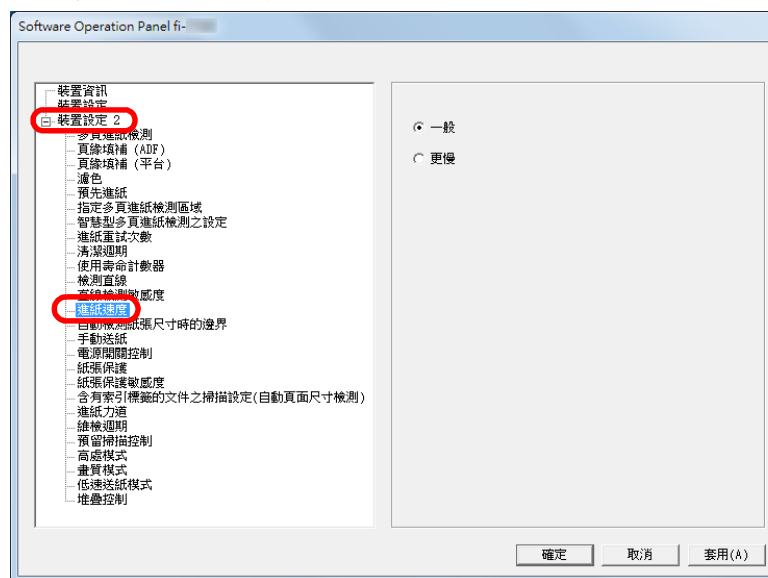 Software Operation Panel fi-
裝置資訊
裝置設定
裝置設定 2
多頁進紙檢測
頁緣填補 (ADF)
頁緣填補 (平台)
濾色
預先進紙
指定多頁進紙檢測區域
智慧型多頁進紙檢測之設定
進紙重試次數
清潔週期
使用壽命計數器
檢測直線
直線檢測敏感度
進紙速度
自動檢測紙張尺寸時的邊界
手動送紙
電源開關控制
紙張保護
紙張保護敏感度
含有索引標籤的文件之掃描設定(自動頁面尺寸檢測)
進紙力道
維檢週期
預留掃描控制
高處模式
畫質模式
低速送紙模式
堆疊控制
一般
更慢
確定 取消 套用(A)